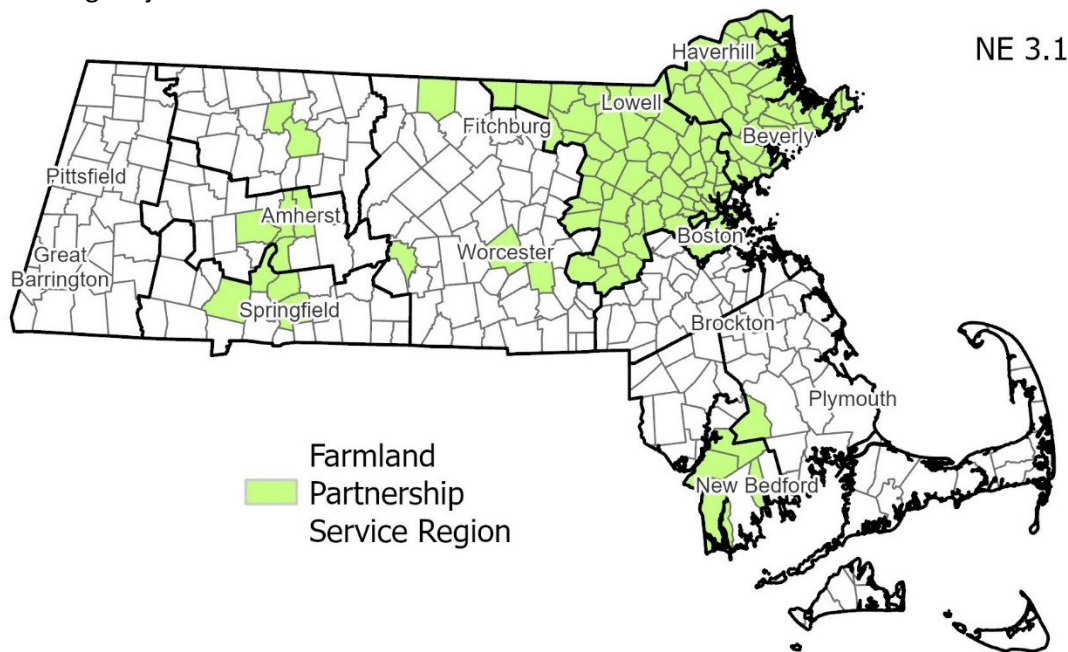 Haverhill
NE 3.1
Lowell
Fitchburg
Beverly
Pittsfield
Amherst
Boston
Worcester
Great
Barrington
Springfield
Brockton
Plymouth
Farmland
Partnership
Service Region
New Bedford